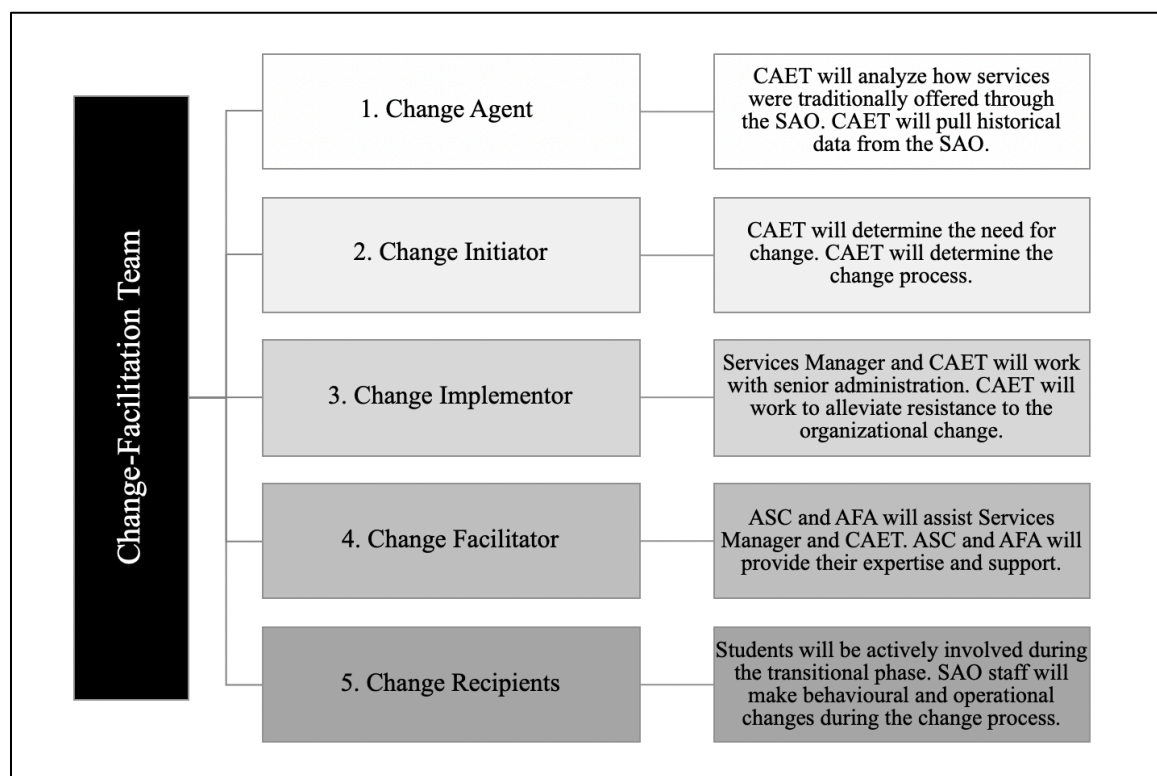 Change-Facilitation Team
1. Change Agent
CAET will analyze how services
were traditionally offered through
the SAO. CAET will pull historical
data from the SAO.
2. Change Initiator
CAET will determine the need for
change. CAET will determine the
change process.
3. Change Implementor
Services Manager and CAET will work
with senior administration. CAET will
work to alleviate resistance to the
organizational change.
4. Change Facilitator
ASC and AFA will assist Services
Manager and CAET. ASC and AFA will
provide their expertise and support.
5. Change Recipients
Students will be actively involved during
the transitional phase. SAO staff will
make behavioural and operational
changes during the change process.